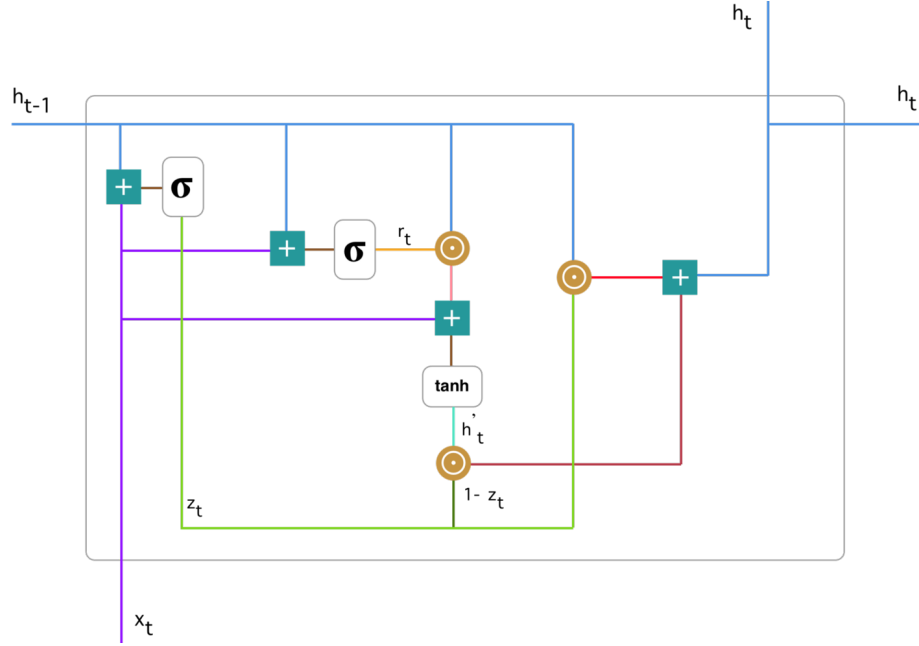 h_t
h_t-1
h_t
σ
+
σ
r_t
+
+
+
tanh
h'_t
1- z_t
z_t
x_t